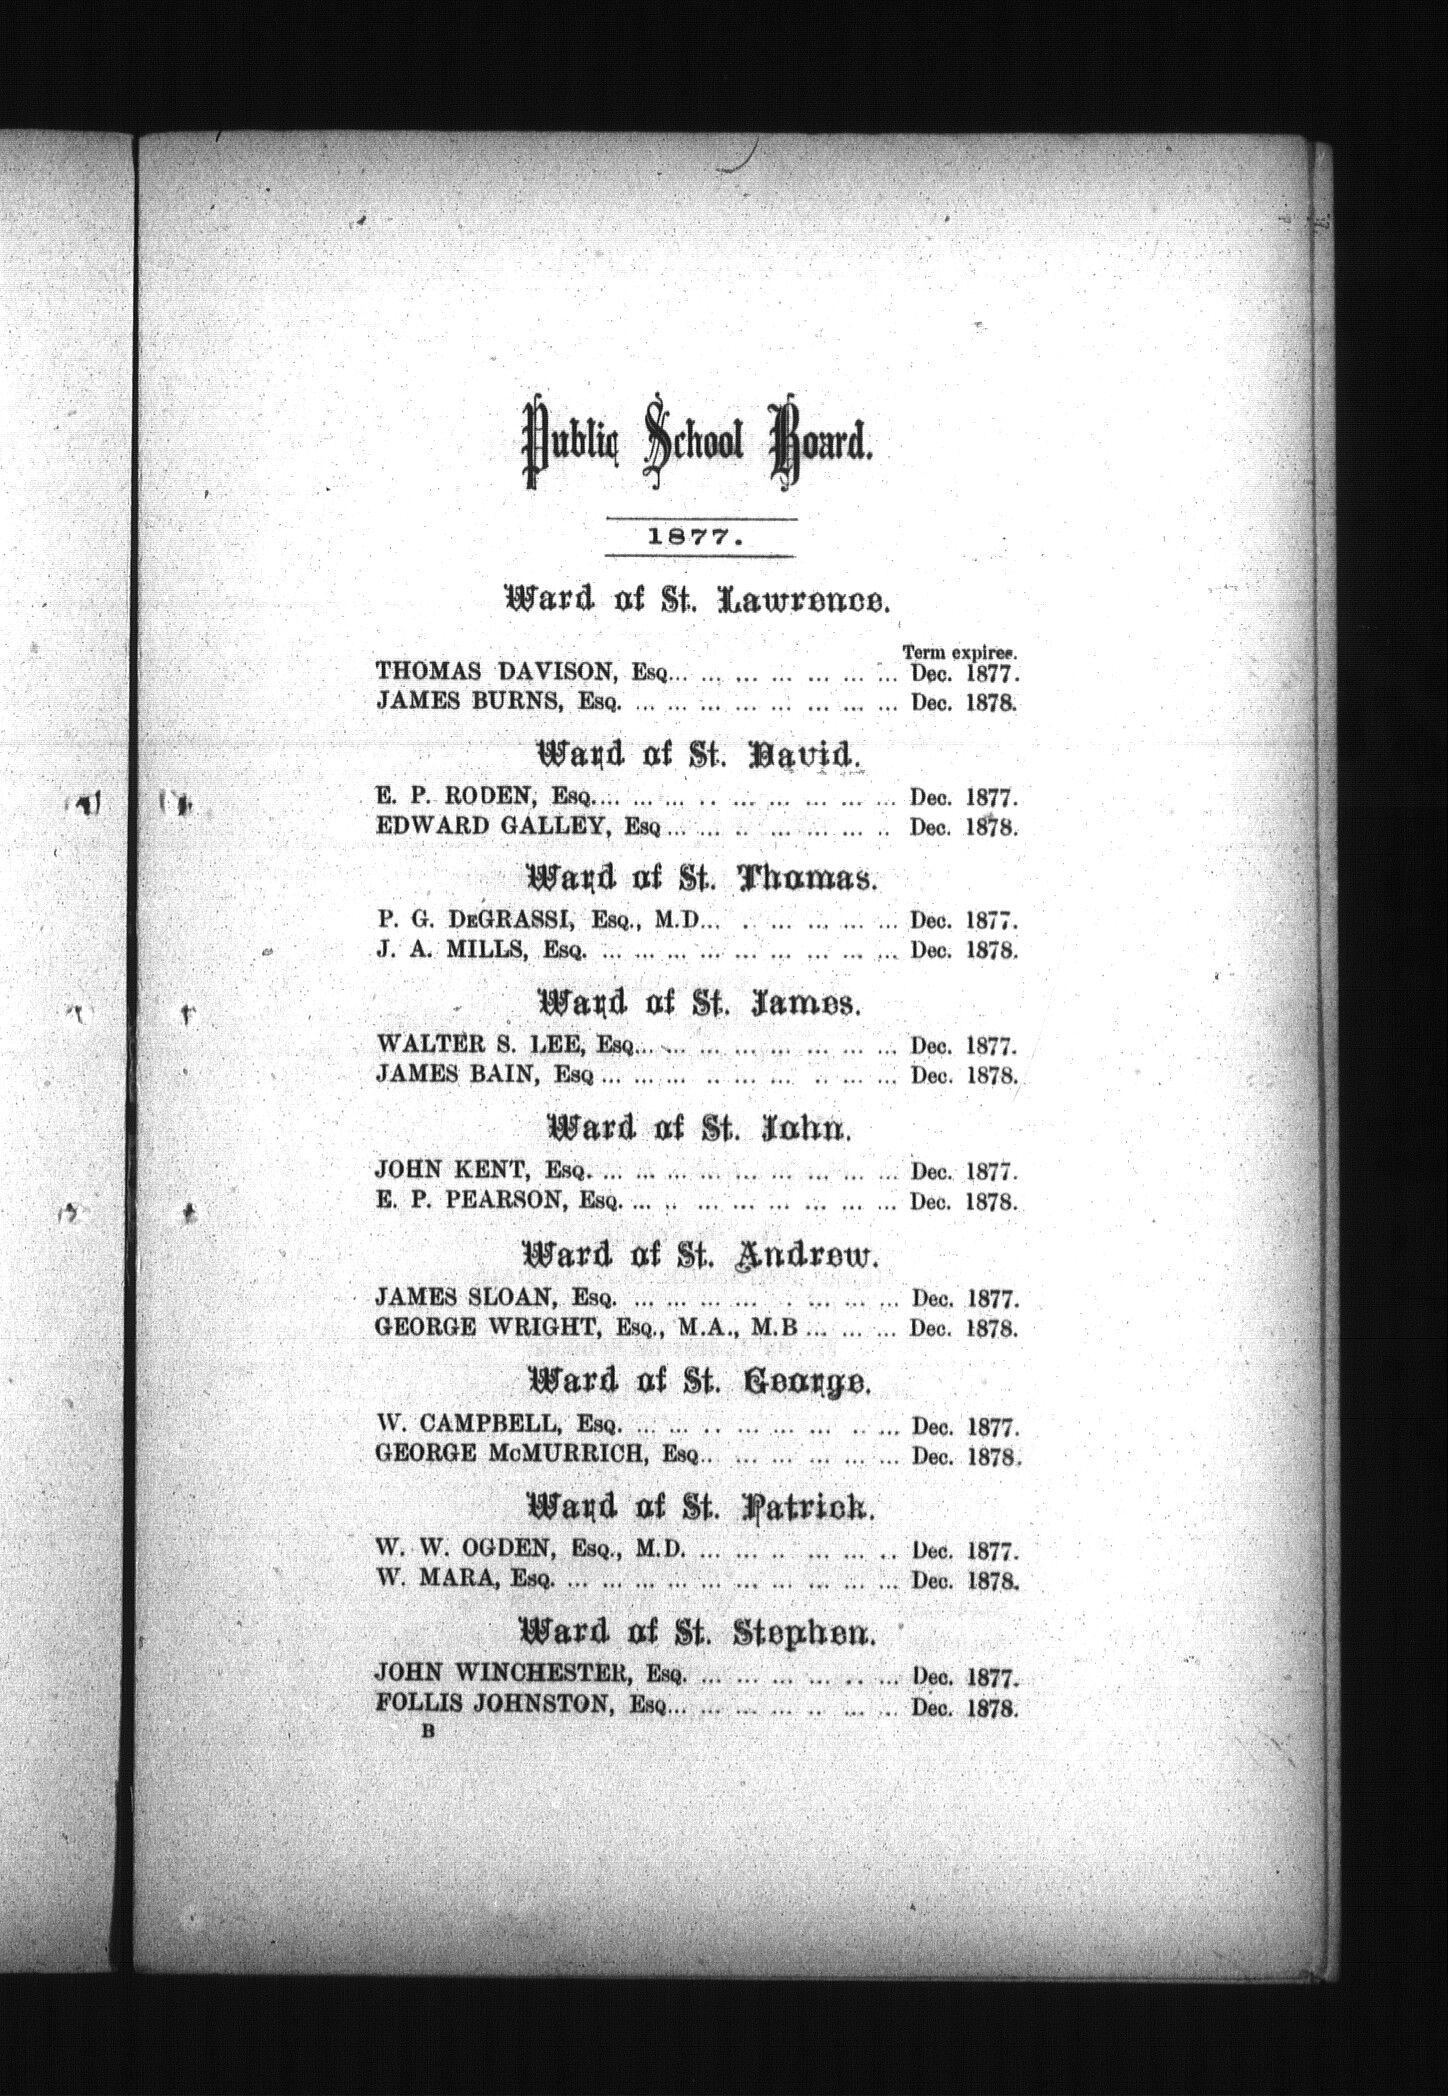 Public School Board.
1877.
Ward of St. Lawrence.
Term expires.
THOMAS DAVISON, Esq... ... ... ... ... ... ... Dec. 1877.
JAMES BURNS, Esq. ... ... ... ... ... ... ... ... Dec. 1878.
Ward of St. David.
E. P. RODEN, Esq.... ... ... .. ... ... ... ... ... Dec. 1877.
EDWARD GALLEY, Esq ... ... .. ... ... ... .. Dec. 1878.
Ward of St. Thomas.
P. G. DeGRASSI, Esq., M.D... . ... ... ... ... Dec. 1877.
J. A. MILLS, Esq. ... ... ... ... ... ... ... ... ... Dec. 1878.
Ward of St. James.
WALTER S. LEE, Esq... ... ... ... ... ... ... ... Dec. 1877.
JAMES BAIN, Esq ... ... ... .. ... ... .. ... ... Dec. 1878.
Ward of St. John.
JOHN KENT, Esq. ... ... ... ... ... ... ... ... ... Dec. 1877.
E. P. PEARSON, Esq. ... .. ... ... ... ... ... ... Dec. 1878.
Ward of St. Andrew.
JAMES SLOAN, Esq. ... ... ... ... . ... ... ... Dec. 1877.
GEORGE WRIGHT, Esq., M.A., M.B ... ... ... Dec. 1878.
Ward of St. George.
W. CAMPBELL, Esq. ... ... .. ... ... ... .. ... Dec. 1877.
GEORGE McMURRICH, Esq.. ... ... ... ... ... Dec. 1878.
Ward of St. Patrick.
W. W. OGDEN, Esq., M.D. ... ... .. ... ... .. Dec. 1877.
W. MARA, Esq. ... ... ... ... ... ... ... ... ... ... Dec. 1878.
Ward of St. Stephen.
JOHN WINCHESTER, Esq. ... ... ... ... .. ... Dec. 1877.
FOLLIS JOHNSTON, Esq... ... ... ... .. ... ... Dec. 1878.
B